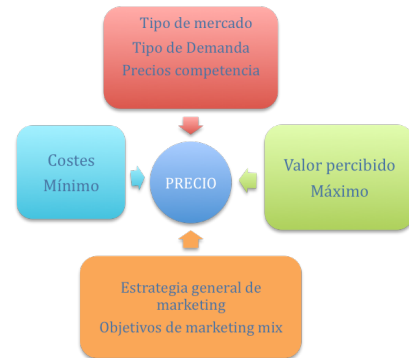 Tipo de mercado
Tipo de Demanda
Precios competencia
Costes
Mínimo
PRECIO
Valor percibido
Máximo
Estrategia general de
marketing
Objetivos de marketing mix